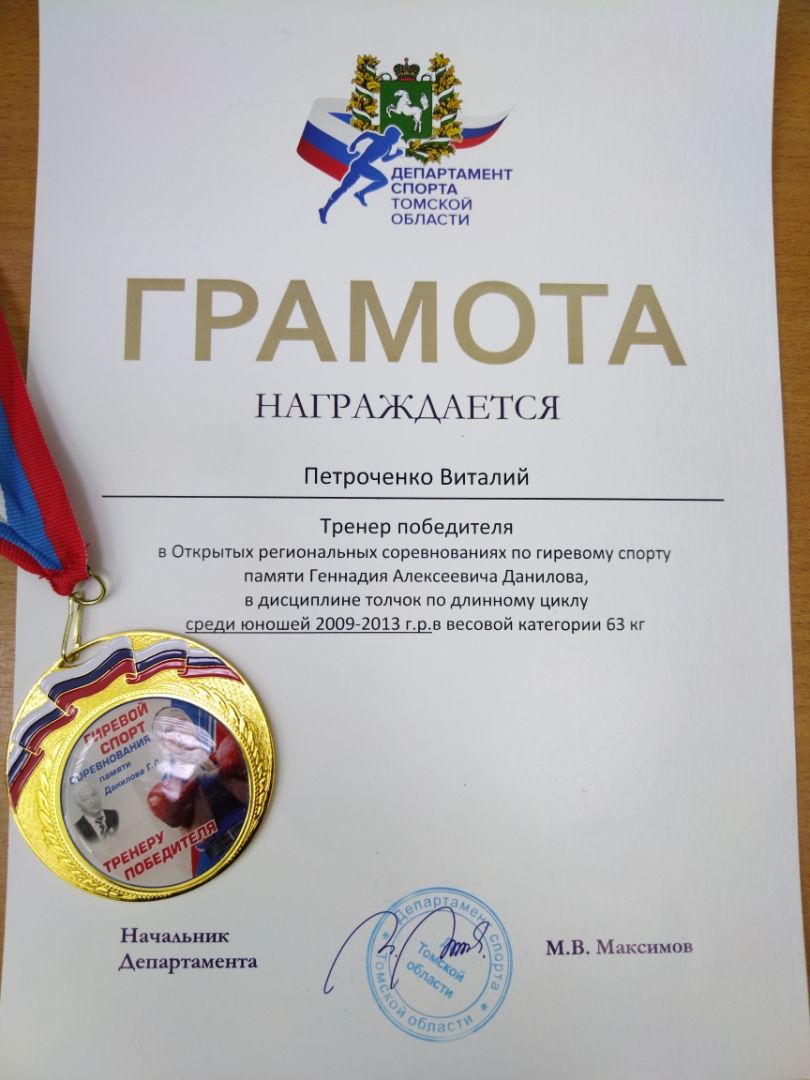 ДЕПАРТАМЕНТ
СПОРТА
ТОМСКОЙ
ОБЛАСТИ
ГРАМОТА
НАГРАЖДАЕТСЯ
Петроченко Виталий
Тренер победителя
в Открытых региональных соревнованиях по гиревому спорту
памяти Геннадия Алексеевича Данилова,
в дисциплине толчок по длинному циклу
среди юношей 2009-2013 г.р.в весовой категории 63 кг
ГИРЕВОЙ
СПОРТ
СОРЕВНОВАНИЯ
памяти
Данилова Г.А
ТРЕНЕРУ
ПОБЕДИТЕЛЯ
Начальник
Департамента
Департамент спорта
Томской области
Томской
области
М.В. Максимов